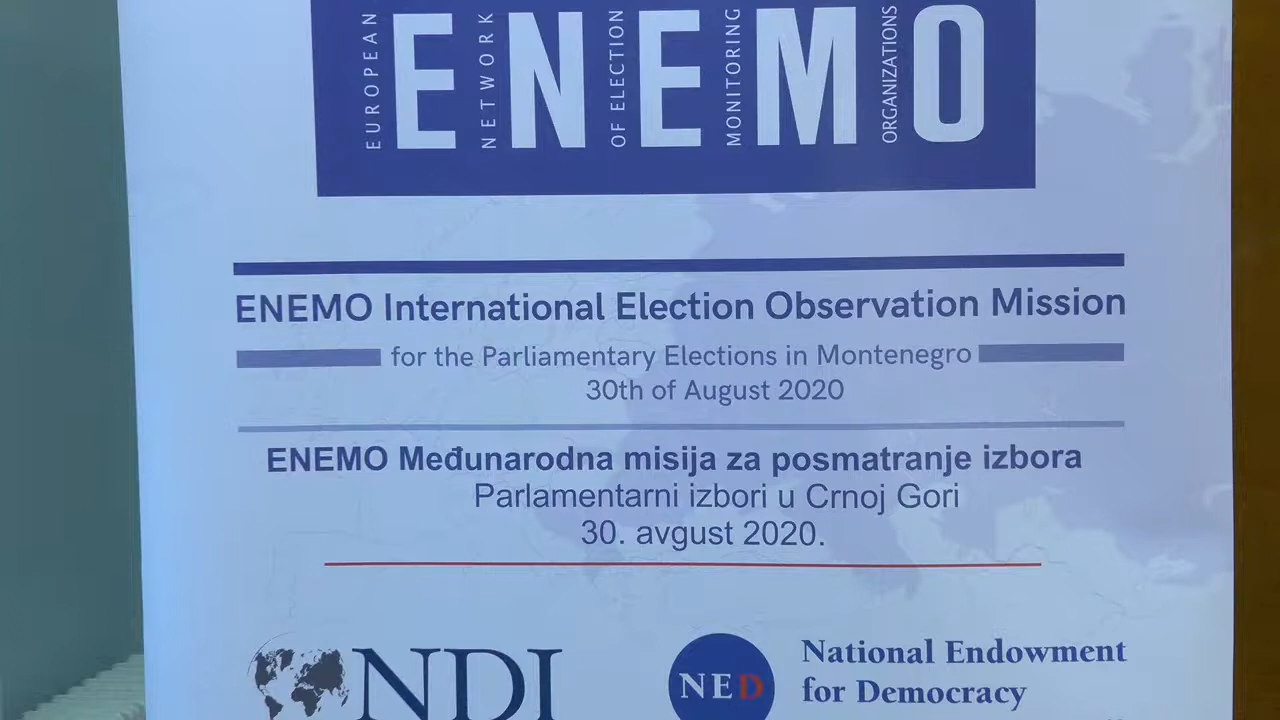 EUROPEAN
E
NETWORK
N
OF ELECTION
E
MONITORING
M
ORGANIZATIONS
O
ENEMO International Election Observation Mission
for the Parliamentary Elections in Montenegro
30th of August 2020
ENEMO Međunarodna misija za posmatranje izbora
Parlamentarni izbori u Crnoj Gori
30. avgust 2020.
NDI
NED
National Endowment
for Democracy